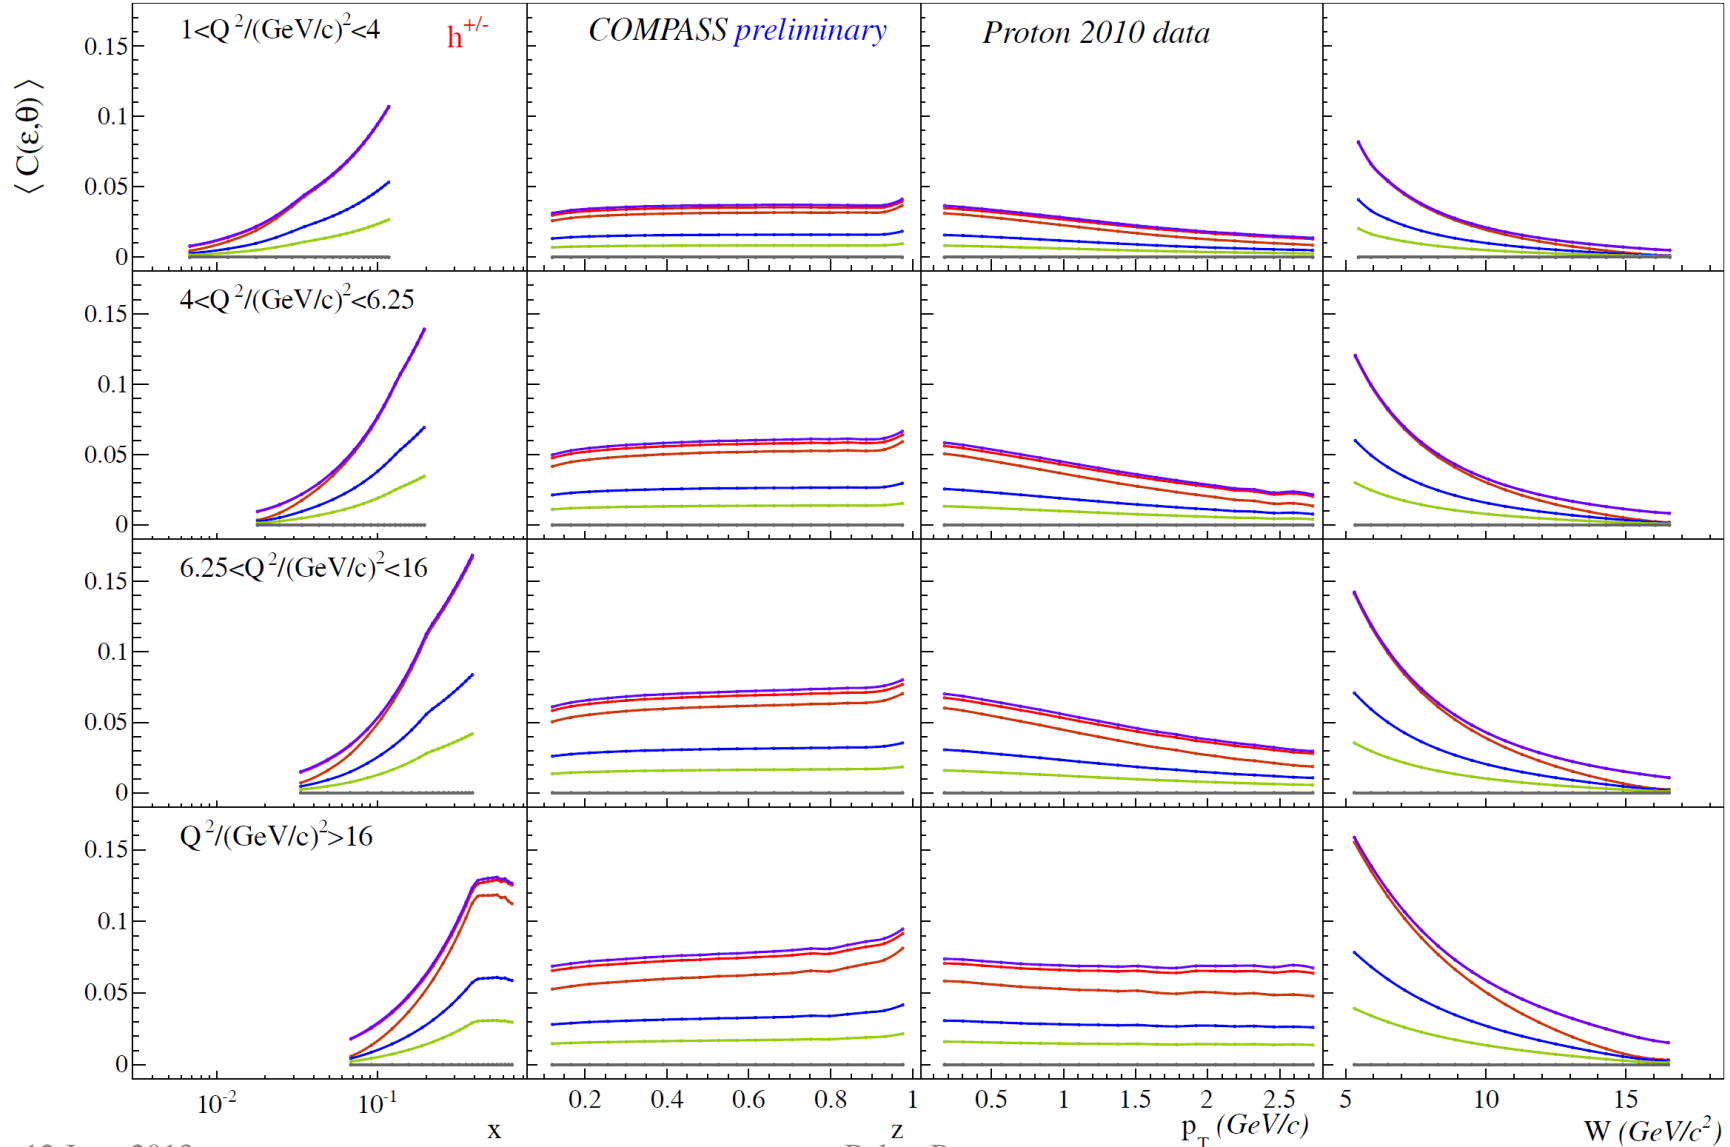 1<Q²/(GeV/c)²<4 h⁺/⁻ COMPASS preliminary Proton 2010 data
⟨ C(ε,θ) ⟩
0.15
0.1
0.05
0
4<Q²/(GeV/c)²<6.25
0.15
0.1
0.05
0
6.25<Q²/(GeV/c)²<16
0.15
0.1
0.05
0
Q²/(GeV/c)²>16
0.15
0.1
0.05
0
10⁻² 10⁻¹ 0.2 0.4 0.6 0.8 1 0.5 1 1.5 2 2.5 5 10 15
x z p_T (GeV/c) W (GeV/c²)